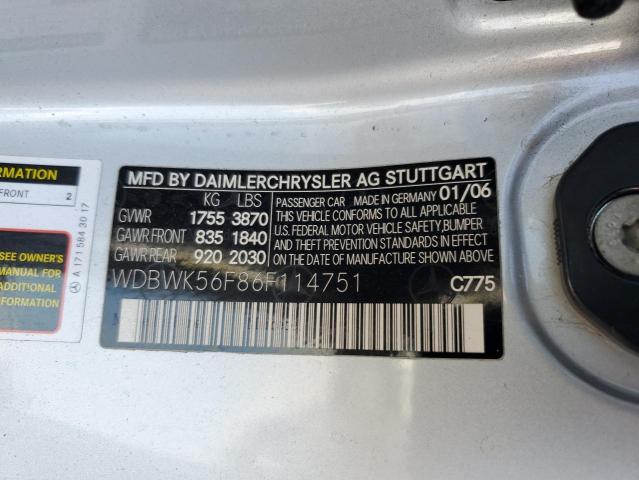 MFD BY DAIMLERCHRYSLER AG STUTTGART
KG LBS
GVWR 1755 3870
GAWR FRONT 835 1840
GAWR REAR 920 2030
PASSENGER CAR MADE IN GERMANY 01/06
THIS VEHICLE CONFORMS TO ALL APPLICABLE
U.S. FEDERAL MOTOR VEHICLE SAFETY, BUMPER
AND THEFT PREVENTION STANDARDS IN EFFECT
ON THE DATE OF MANUFACTURE SHOWN ABOVE
WDBWK56F86F114751
C775
RMATION
FRONT 2
SEE OWNER'S
MANUAL FOR
ADDITIONAL
INFORMATION
A 171 584 30 17